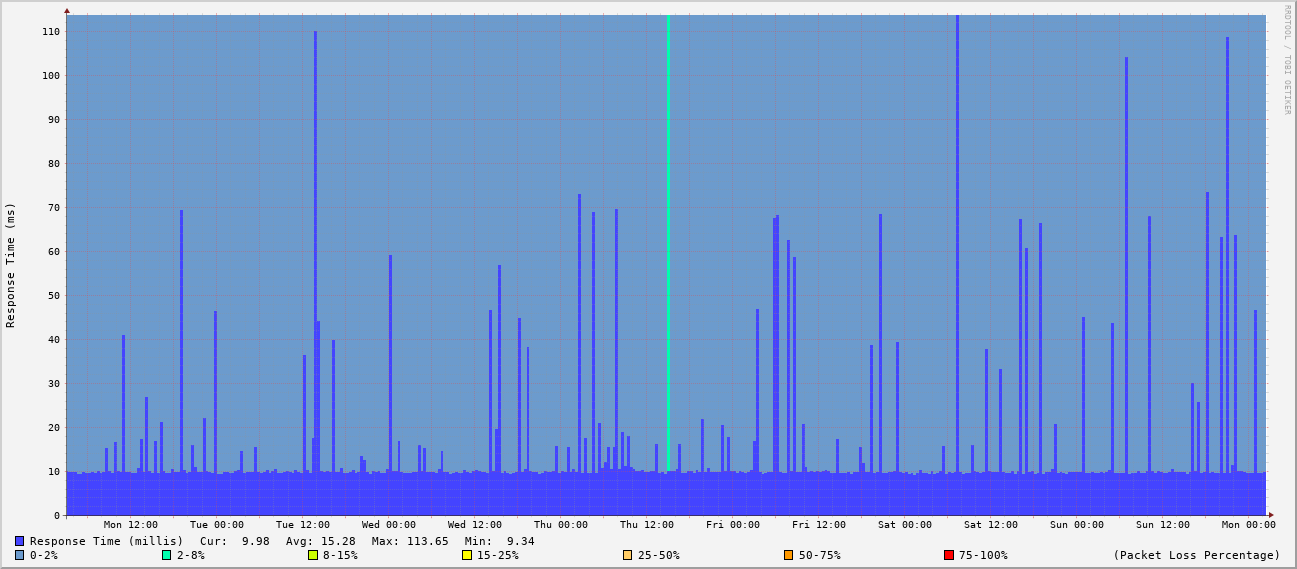 RRDTOOL / TOBI OETIKER
Response Time (ms)
110
100
90
80
70
60
50
40
30
20
10
0
Mon 12:00 Tue 00:00 Tue 12:00 Wed 00:00 Wed 12:00 Thu 00:00 Thu 12:00 Fri 00:00 Fri 12:00 Sat 00:00 Sat 12:00 Sun 00:00 Sun 12:00 Mon 00:00
Response Time (millis) Cur: 9.98 Avg: 15.28 Max: 113.65 Min: 9.34
0-2% 2-8% 8-15% 15-25% 25-50% 50-75% 75-100% (Packet Loss Percentage)